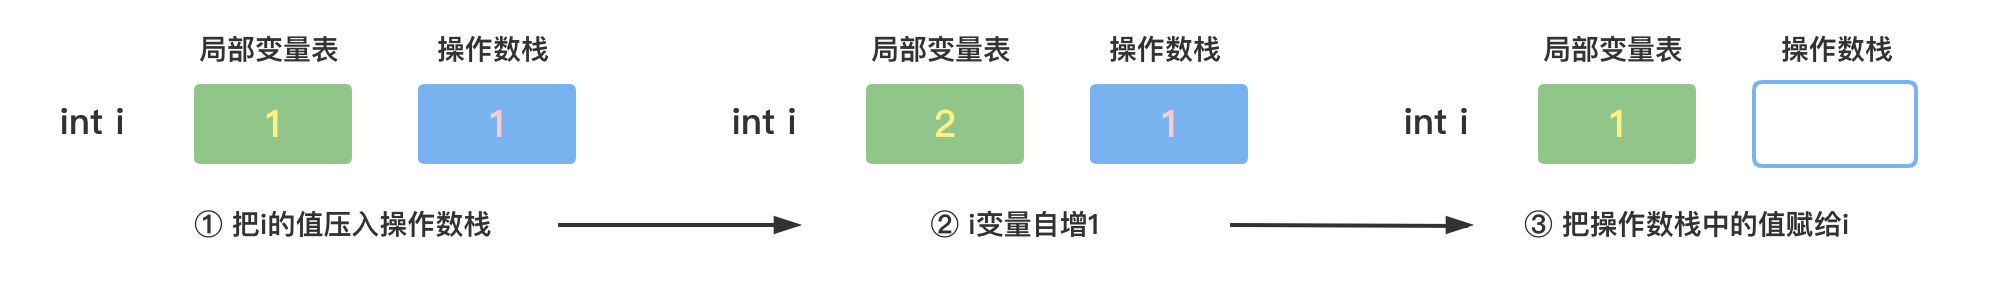 局部变量表 操作数栈 局部变量表 操作数栈 局部变量表 操作数栈
int i 1 1 int i 2 1 int i 1
① 把i的值压入操作数栈 ② i变量自增1 ③ 把操作数栈中的值赋给i